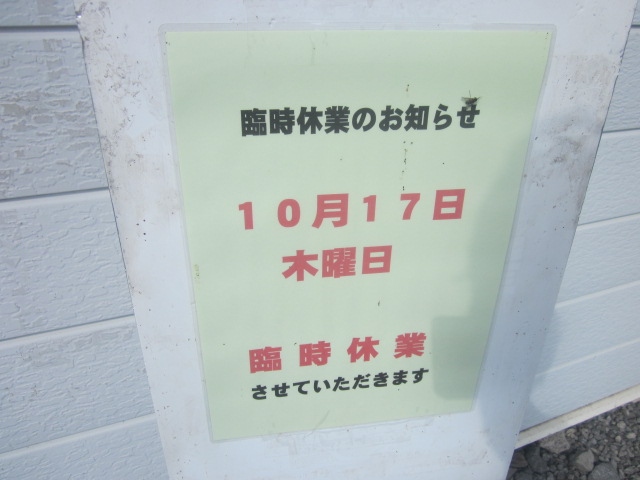 臨時休業のお知らせ
１０月１７日
木曜日
臨時休業
させていただきます